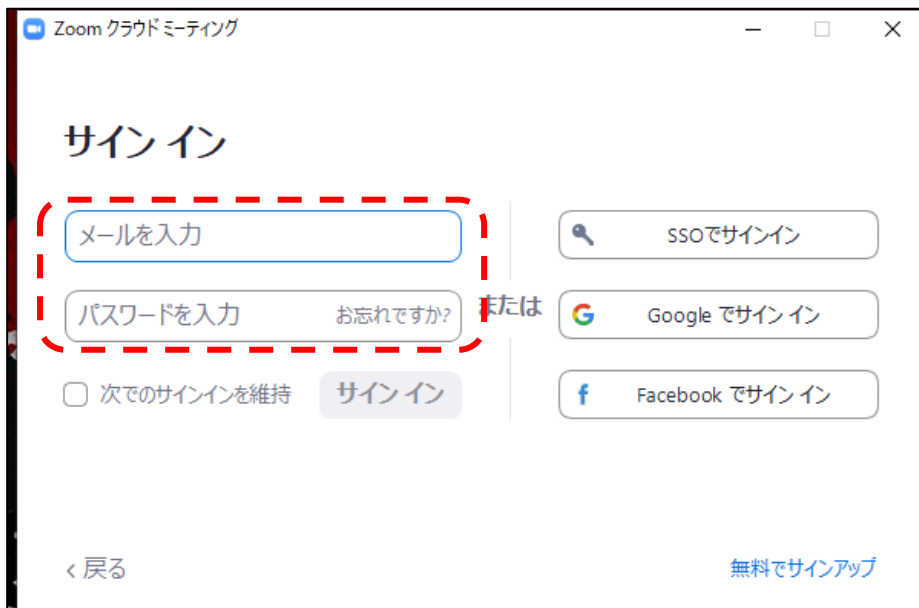 Zoom クラウド ミーティング
サイン イン
メールを入力
パスワードを入力 お忘れですか?
次でのサインインを維持 サイン イン
または
SSOでサインイン
Google でサイン イン
Facebook でサイン イン
戻る
無料でサインアップ